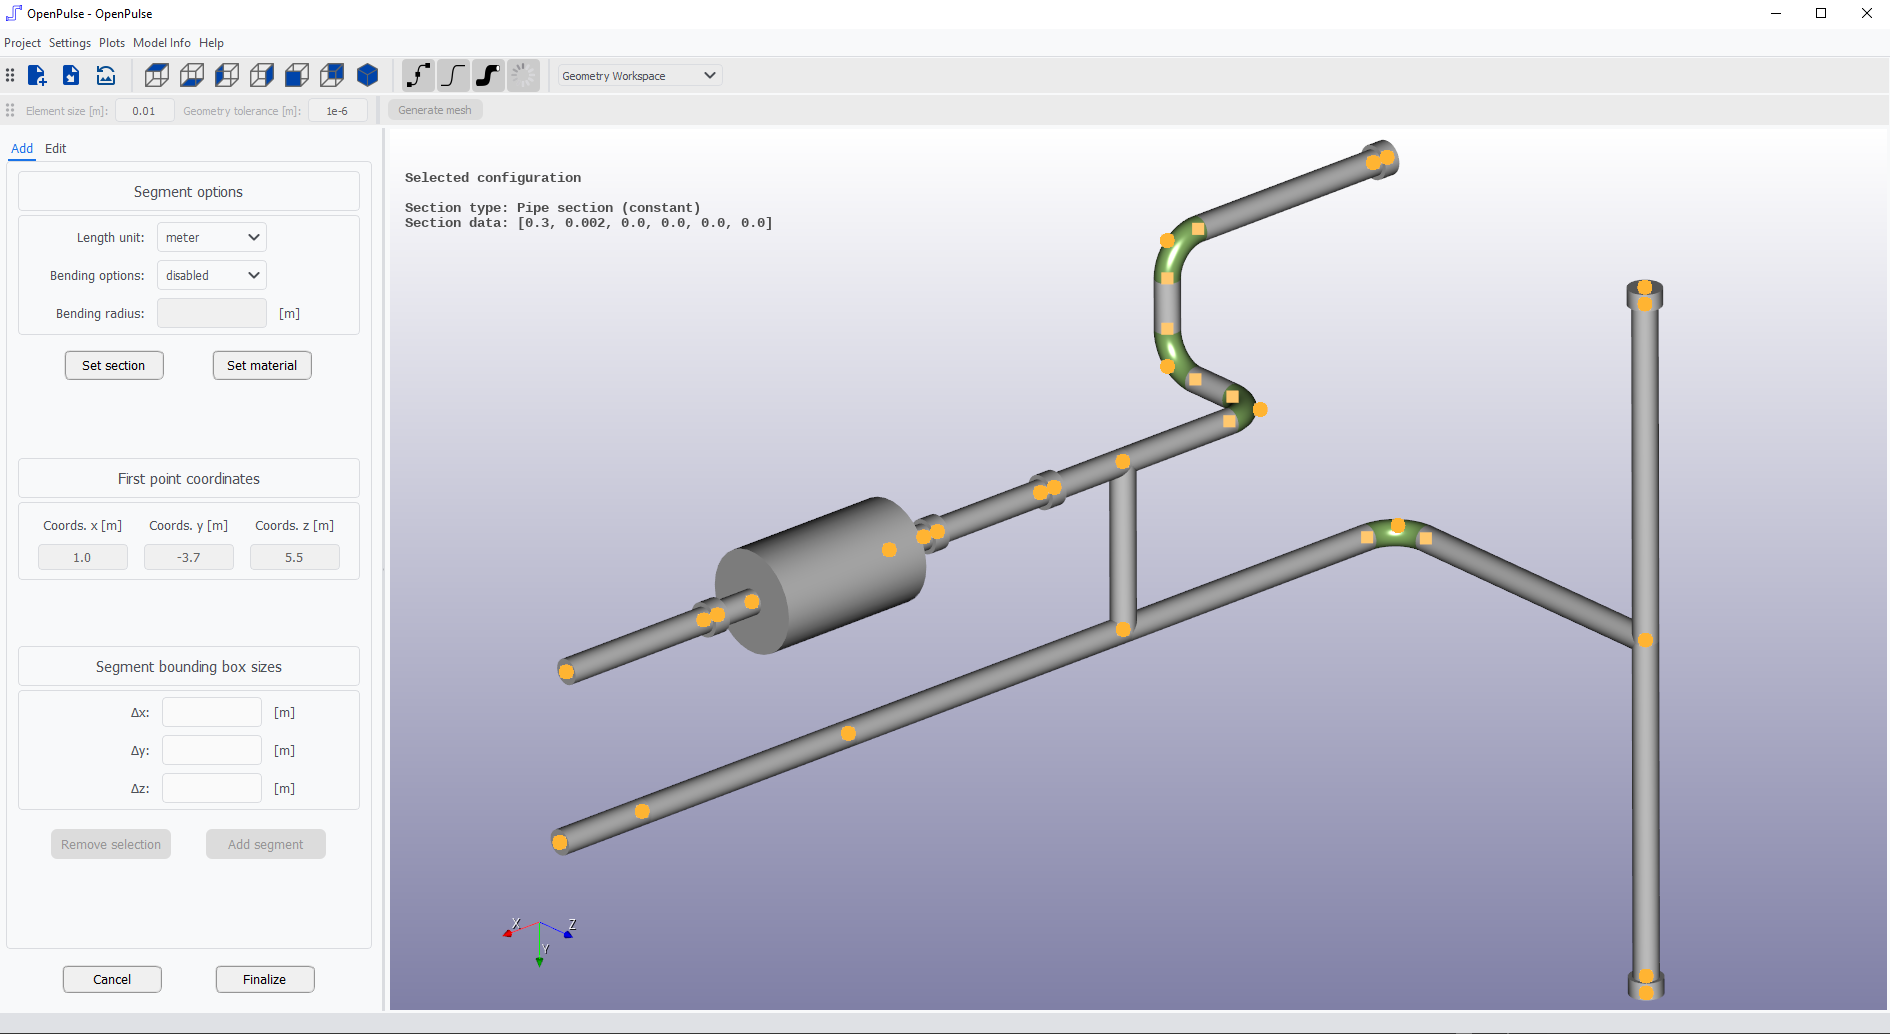 OpenPulse - OpenPulse
Project Settings Plots Model Info Help
Geometry Workspace
Element size [m]: 0.01 Geometry tolerance [m]: 1e-6 Generate mesh
Add Edit
Segment options
Length unit: meter
Bending options: disabled
Bending radius: [m]
Set section Set material
First point coordinates
Coords. x [m] Coords. y [m] Coords. z [m]
1.0 -3.7 5.5
Segment bounding box sizes
Δx: [m]
Δy: [m]
Δz: [m]
Remove selection Add segment
Cancel Finalize
Selected configuration
Section type: Pipe section (constant)
Section data: [0.3, 0.002, 0.0, 0.0, 0.0, 0.0]
X Z
Y